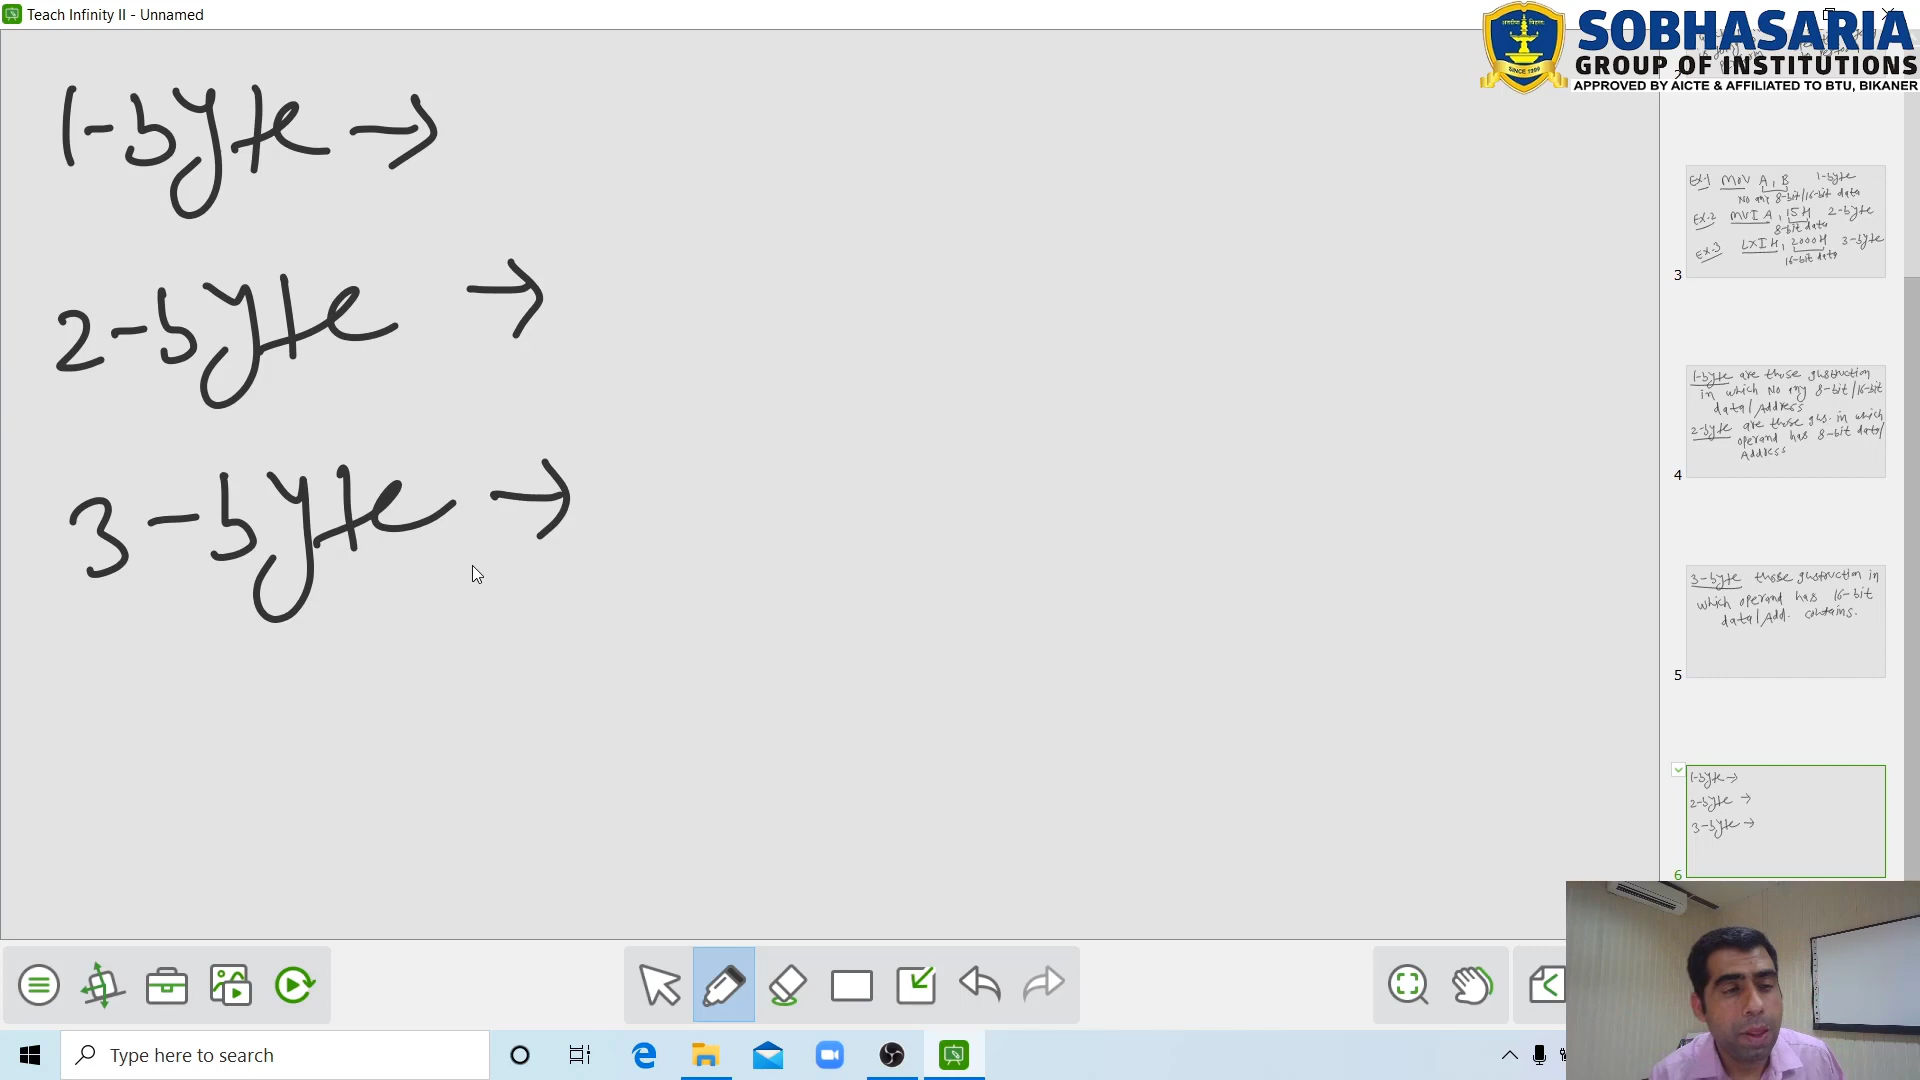 Teach Infinity II - Unnamed
SOBHASARIA
GROUP OF INSTITUTIONS
APPROVED BY AICTE & AFFILIATED TO BTU, BIKANER
SINCE 1999
1-byte →
2-byte →
3-byte →
Ex-1 MOV A, B 1-byte
No any 8-bit/16-bit data
Ex-2 MVI A, 15H 2-byte
8-bit data
Ex-3 LXI H, 2000H 3-byte
16-bit data
3
1-byte are those Instruction
in which No any 8-bit/16-bit
data/Address
2-byte are those Ins. in which
operand has 8-bit data/
Address
4
3-byte those Instruction in
which operand has 16-bit
data/Add. contains.
5
1-byte →
2-byte →
3-byte →
6
Type here to search